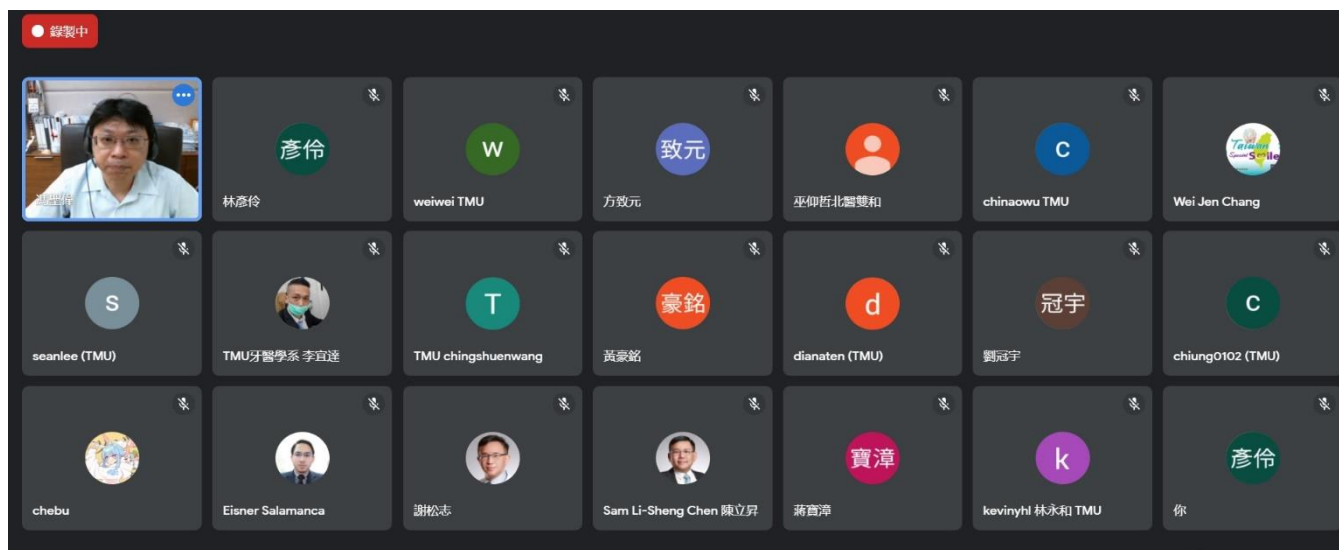 錄製中
彥伶
W
致元
C
Taiwan
Smile
林彥伶
weiwei TMU
方致元
巫仰哲北醫雙和
chinaowu TMU
Wei Jen Chang
s
T
豪銘
d
冠宇
C
seanlee (TMU)
TMU牙醫學系 李宜達
TMU chingshuenwang
黃豪銘
dianaten (TMU)
劉冠宇
chiung0102 (TMU)
寶漳
k
彥伶
chebu
Eisner Salamanca
謝松志
Sam Li-Sheng Chen 陳立昇
蔣寶漳
kevinyhl 林永和 TMU
你